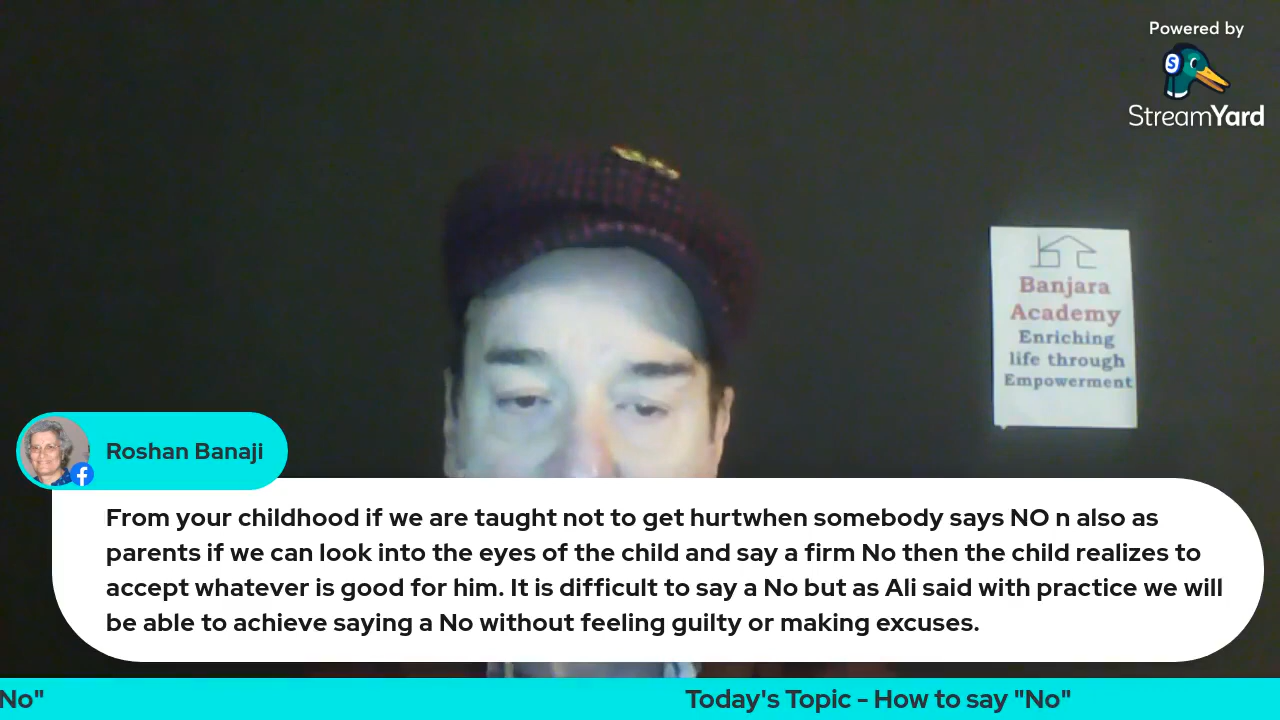 Powered by
S
StreamYard
Banjara
Academy
Enriching
life through
Empowerment
Roshan Banaji
From your childhood if we are taught not to get hurtwhen somebody says NO n also as
parents if we can look into the eyes of the child and say a firm No then the child realizes to
accept whatever is good for him. It is difficult to say a No but as Ali said with practice we will
be able to achieve saying a No without feeling guilty or making excuses.
No" Today's Topic - How to say "No"